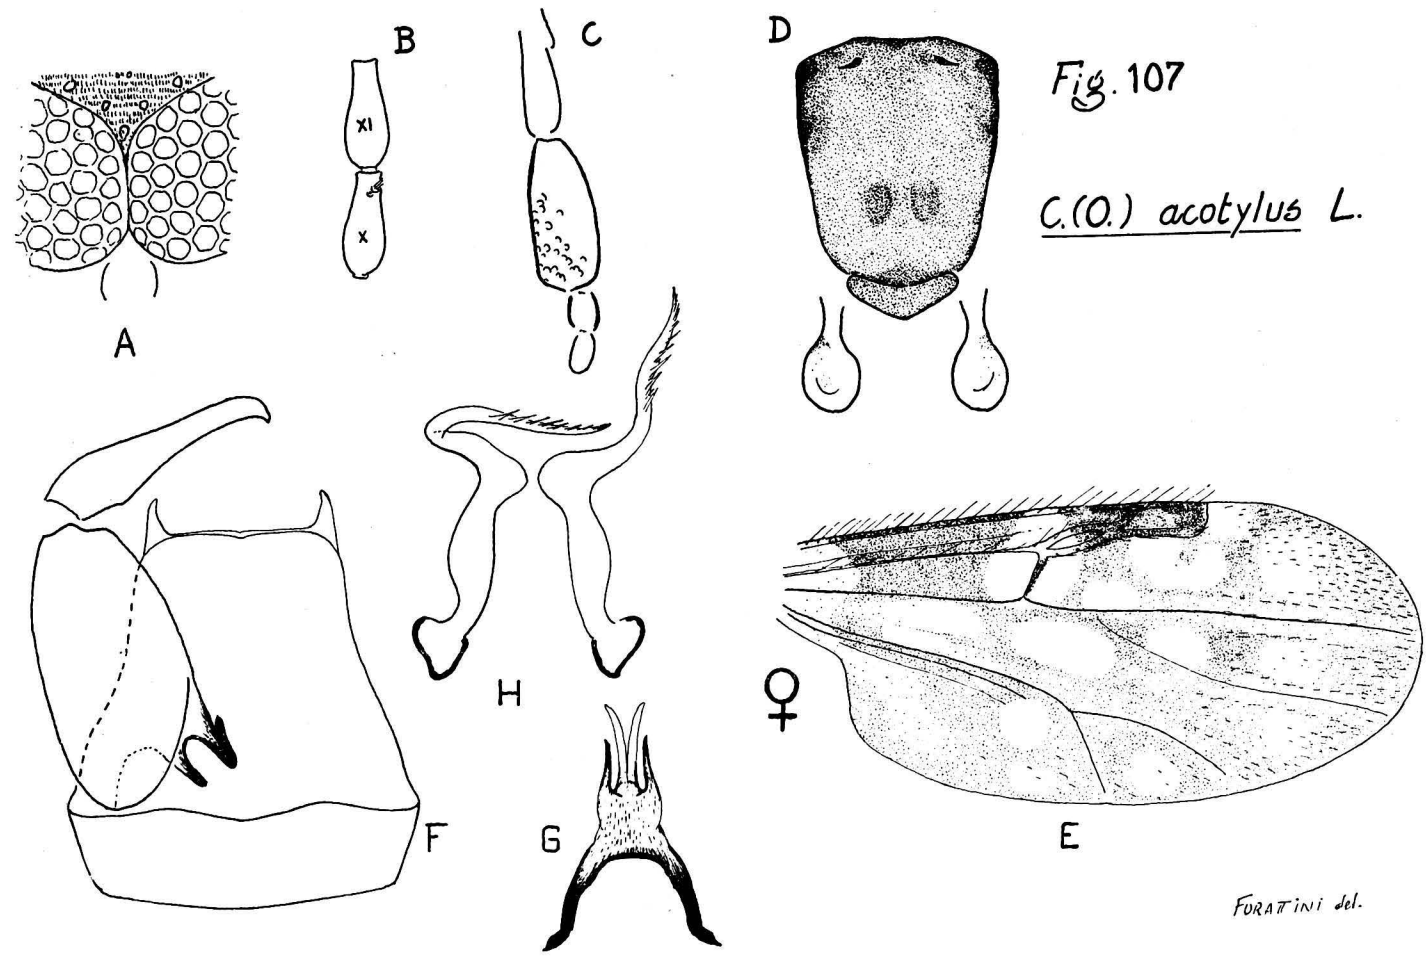 A
B
XI
X
C
D
Fig. 107
C.(O.) acotylus L.
♀
E
F
G
H
FURATTINI del.